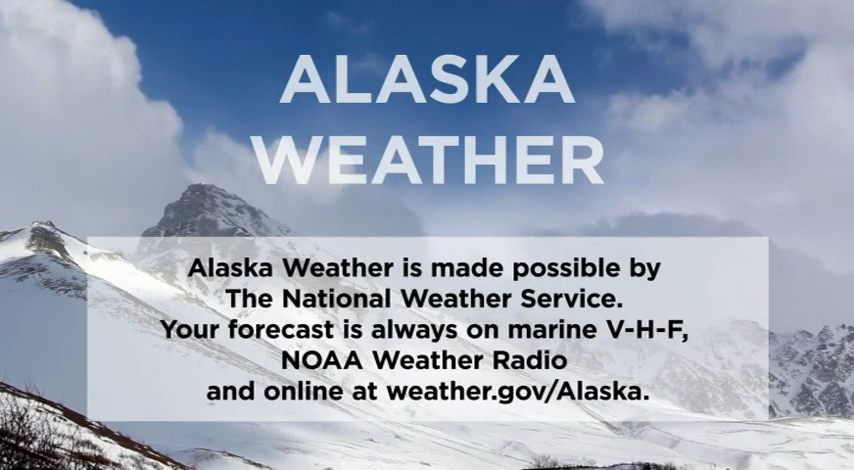 ALASKA
WEATHER
Alaska Weather is made possible by
The National Weather Service.
Your forecast is always on marine V-H-F,
NOAA Weather Radio
and online at weather.gov/Alaska.